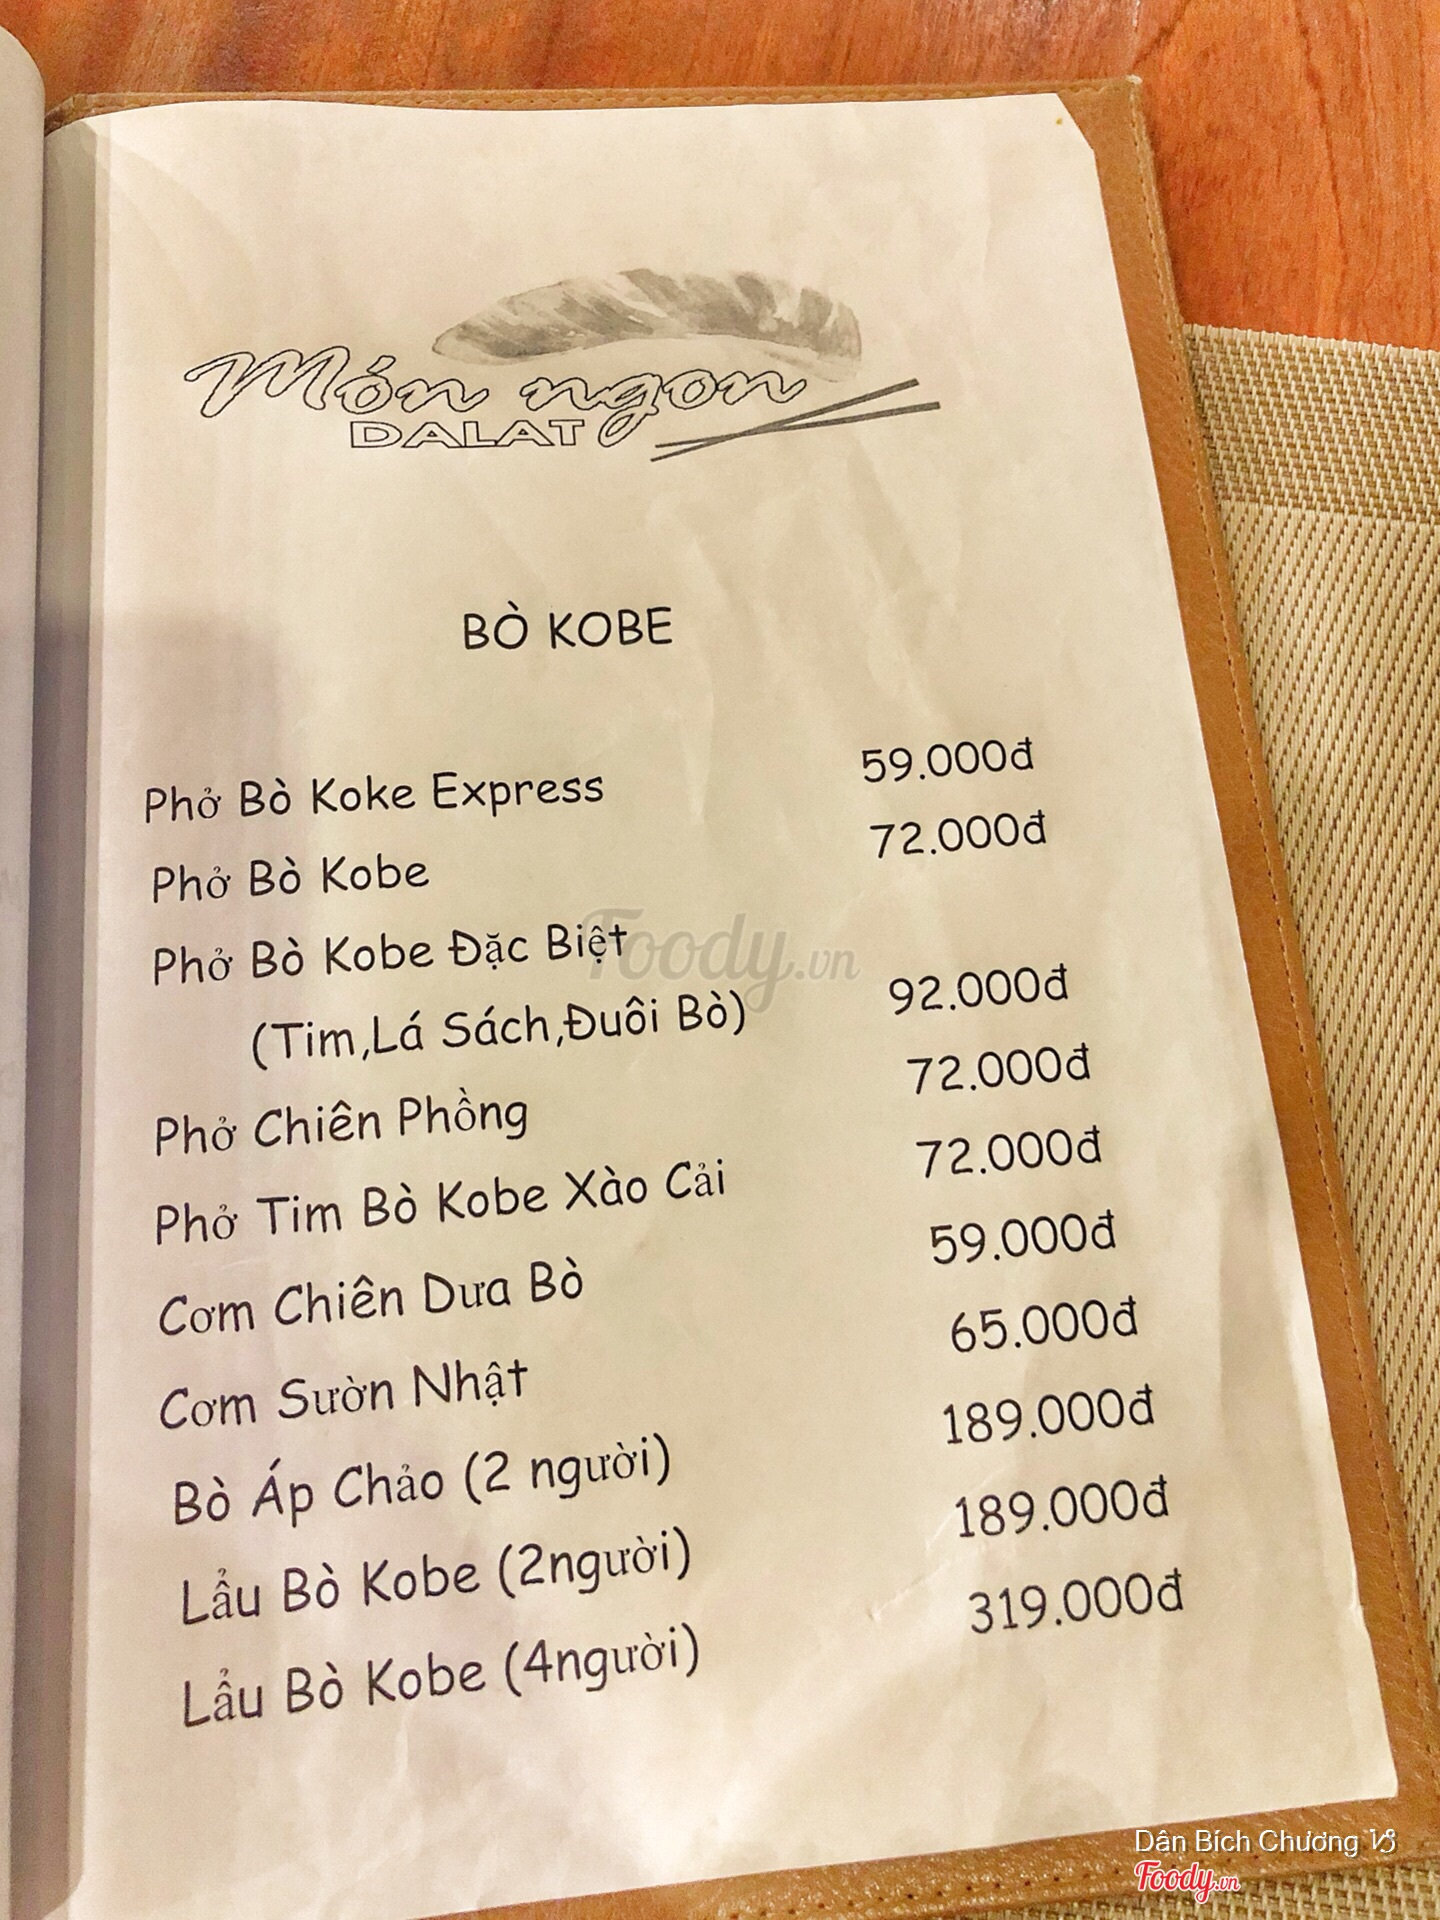 Món ngon
DALAT
BÒ KOBE
Phở Bò Koke Express 59.000đ
Phở Bò Kobe 72.000đ
Phở Bò Kobe Đặc Biệt
(Tim,Lá Sách,Đuôi Bò) 92.000đ
Phở Chiên Phồng 72.000đ
Phở Tim Bò Kobe Xào Cải 72.000đ
Cơm Chiên Dưa Bò 59.000đ
Cơm Sườn Nhật 65.000đ
Bò Áp Chảo (2 người) 189.000đ
Lẩu Bò Kobe (2người) 189.000đ
Lẩu Bò Kobe (4người) 319.000đ
Foody.vn
Dân Bích Chương
Foody.vn